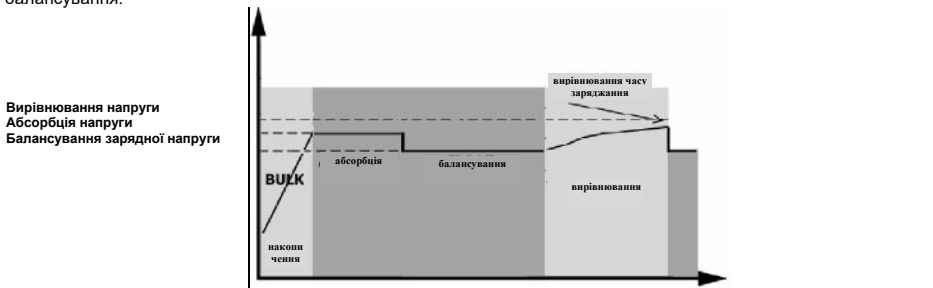 балансування.
вирівнювання часу
заряджання
Вирівнювання напруги
Абсорбція напруги
Балансування зарядної напруги
абсорбція
балансування
BULK
вирівнювання
накопи
чення